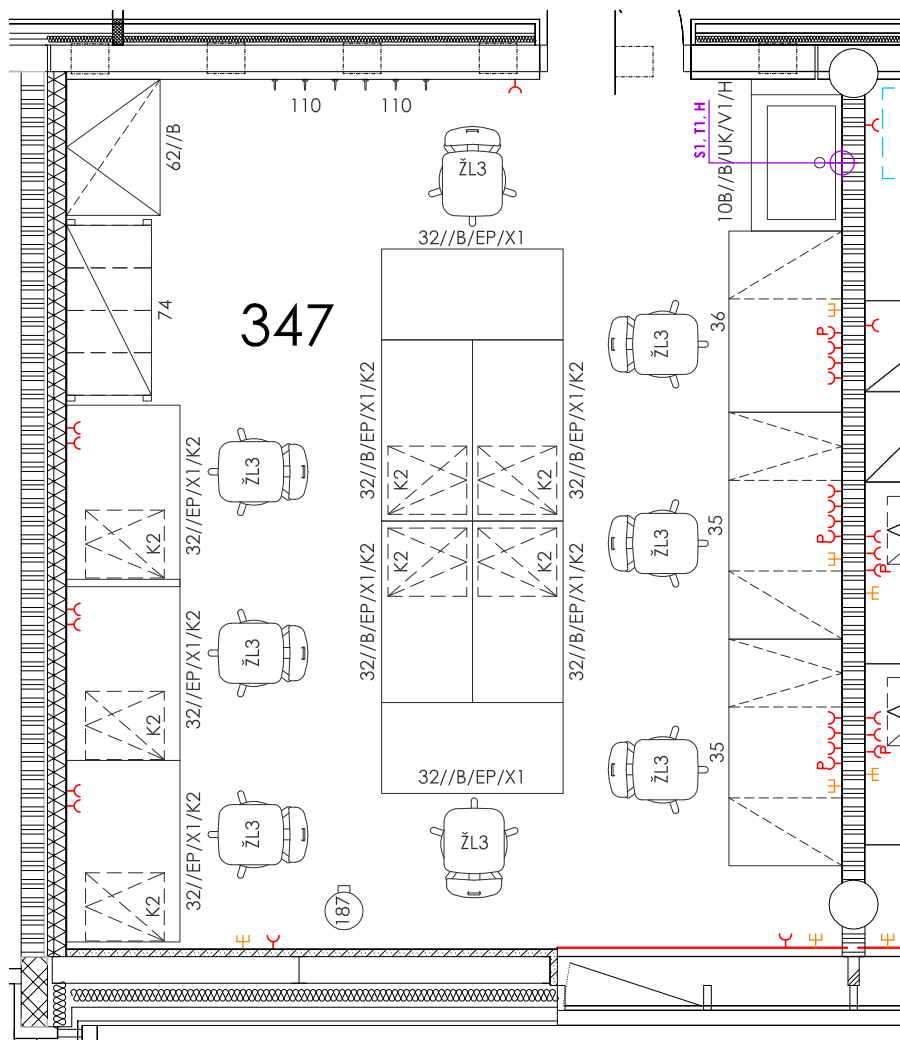 110
110
62//B
S1, T1, H
10B//B/UK/V1/H
ŽL3
32//B/EP/X1
74
347
36
ŽL3
P
32//B/EP/X1/K2
32//B/EP/X1/K2
K2
K2
32//EP/X1/K2
ŽL3
K2
35
ŽL3
P
P
K2
K2
32//B/EP/X1/K2
32//B/EP/X1/K2
32//EP/X1/K2
ŽL3
K2
35
ŽL3
P
P
32//B/EP/X1
32//EP/X1/K2
ŽL3
K2
ŽL3
187